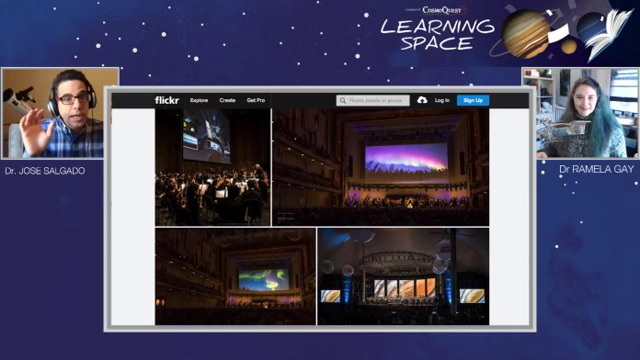 COSMOQUEST
LEARNING
SPACE
flickr
Explore
Create
Get Pro
Photos, people, or groups
Log In
Sign Up
Dr. JOSE SALGADO
Dr RAMELA GAY